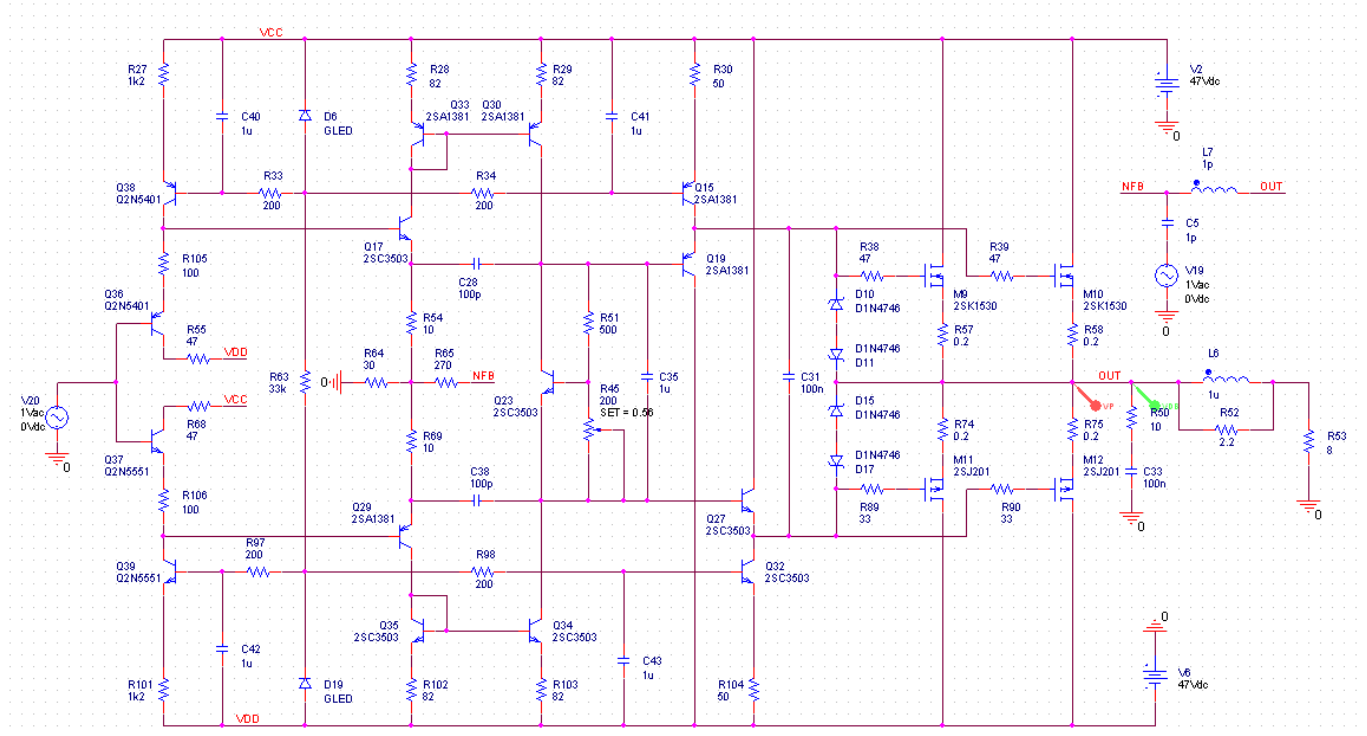 VCC
R27
1k2
C40
1u
D6
GLED
R28
82
R29
82
Q33
2SA1381
Q30
2SA1381
C41
1u
R30
50
V2
47Vdc
0
Q38
Q2N5401
R33
200
R34
200
Q15
2SA1381
L7
1p
NFB
OUT
C5
1p
V19
1Vac
0Vdc
0
R105
100
Q17
2SC3503
C28
100p
Q19
2SA1381
R38
47
R39
47
M9
2SK1530
M10
2SK1530
Q36
Q2N5401
R55
47
VDD
R54
10
R51
500
D10
D1N4746
D1N4746
D11
R57
0.2
R58
0.2
R63
33k
0
R64
30
R65
270
NFB
Q23
2SC3503
R45
200
SET = 0.56
C35
1u
C31
100n
OUT
VP
VDB
L6
1u
R52
2.2
R53
8
0
V20
1Vac
0Vdc
0
VCC
R68
47
Q37
Q2N5551
R69
10
D15
D1N4746
D1N4746
D17
R74
0.2
R75
0.2
R50
10
C33
100n
0
M11
2SJ201
M12
2SJ201
R106
100
Q29
2SA1381
C38
100p
Q27
2SC3503
R89
33
R90
33
Q39
Q2N5551
R97
200
R98
200
Q32
2SC3503
Q35
2SC3503
Q34
2SC3503
C42
1u
C43
1u
R101
1k2
D19
GLED
R102
82
R103
82
R104
50
0
V6
47Vdc
VDD